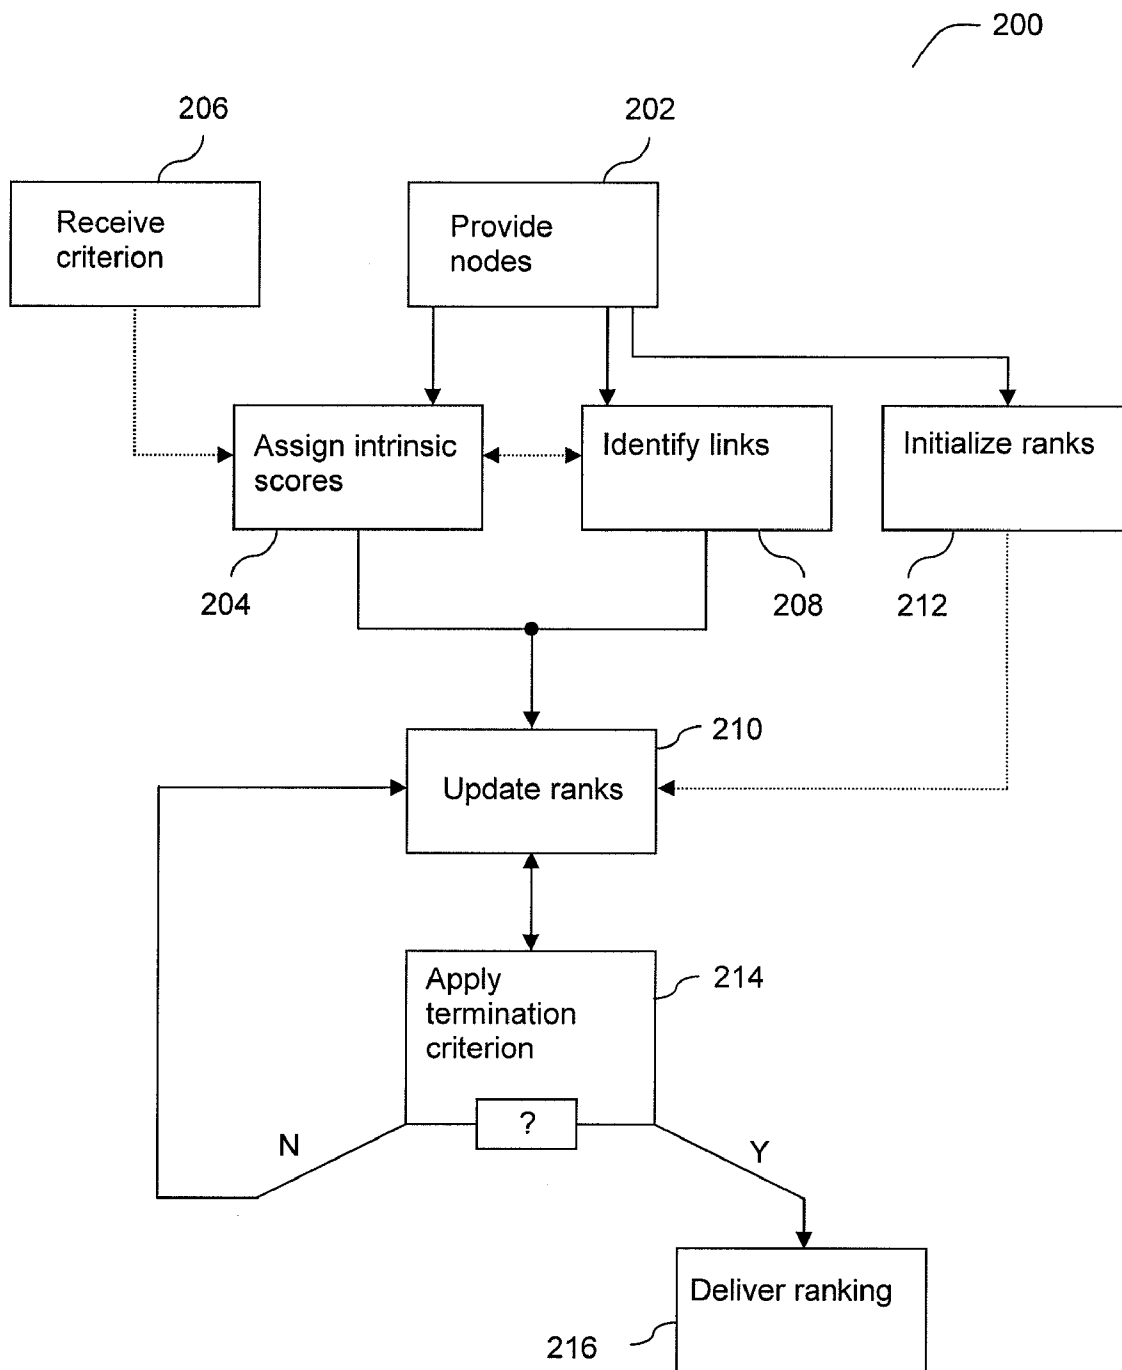 200
206
202
Receive
criterion
Provide
nodes
Assign intrinsic
scores
Identify links
Initialize ranks
204
208
212
210
Update ranks
Apply
termination
criterion
214
?
N
Y
Deliver ranking
216